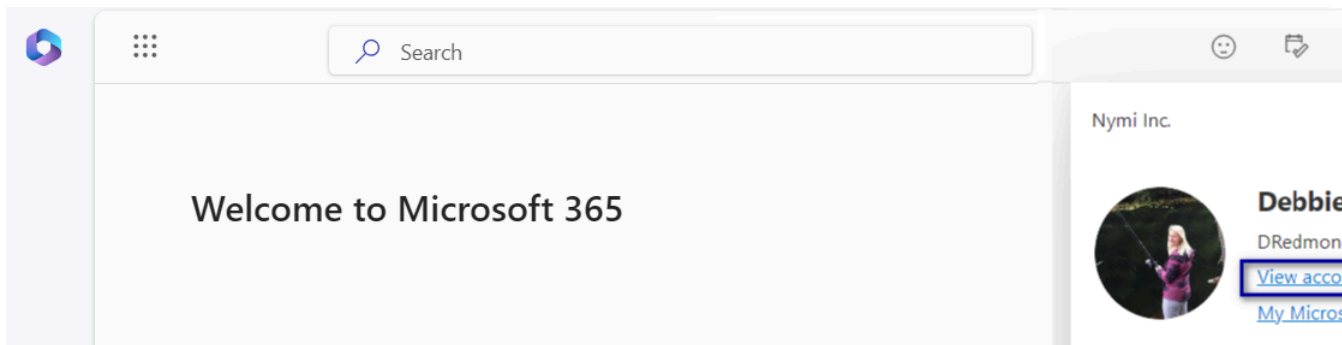 Search
Nymi Inc.
Welcome to Microsoft 365
Debbie
DRedmon
View acco
My Micros